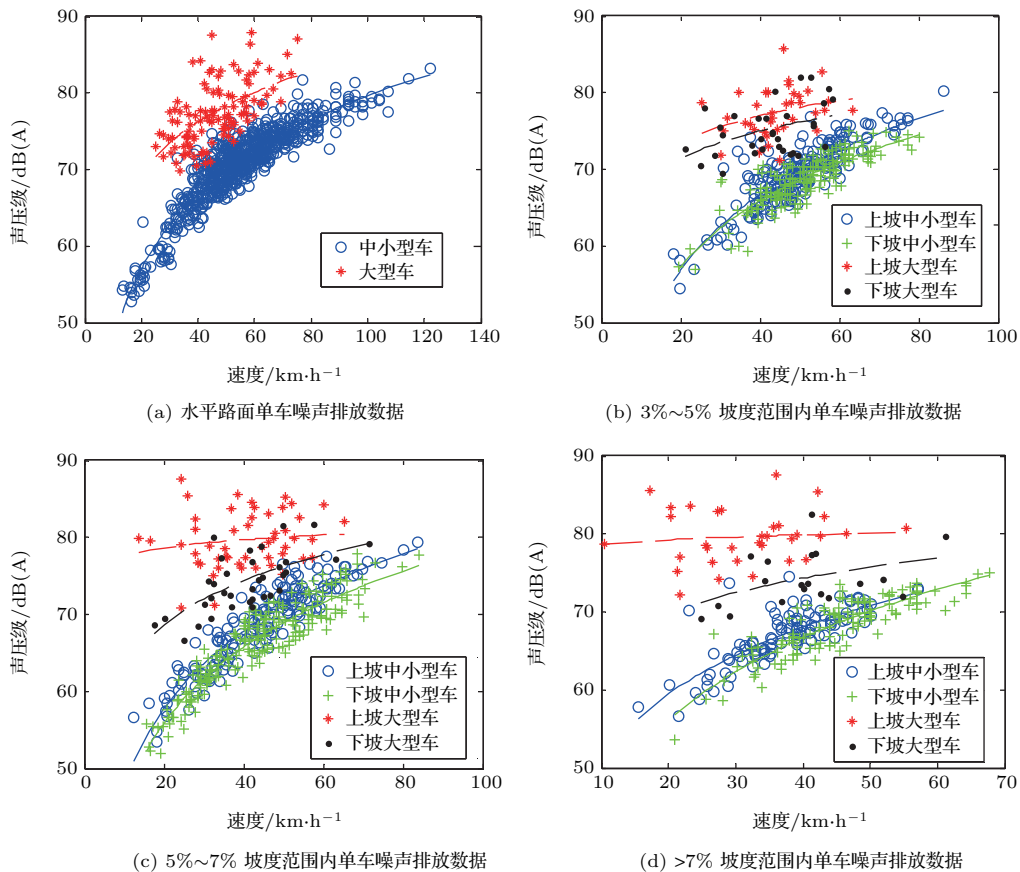 90
80
70
60
50
0 20 40 60 80 100 120 140
声压级/dB(A)
速度/km·h⁻¹
中小型车
大型车
(a) 水平路面单车噪声排放数据
90
80
70
60
50
0 20 40 60 80 100
声压级/dB(A)
速度/km·h⁻¹
上坡中小型车
下坡中小型车
上坡大型车
下坡大型车
(b) 3%~5% 坡度范围内单车噪声排放数据
90
80
70
60
50
0 20 40 60 80 100
声压级/dB(A)
速度/km·h⁻¹
上坡中小型车
下坡中小型车
上坡大型车
下坡大型车
(c) 5%~7% 坡度范围内单车噪声排放数据
90
80
70
60
50
10 20 30 40 50 60 70
声压级/dB(A)
速度/km·h⁻¹
上坡中小型车
下坡中小型车
上坡大型车
下坡大型车
(d) >7% 坡度范围内单车噪声排放数据